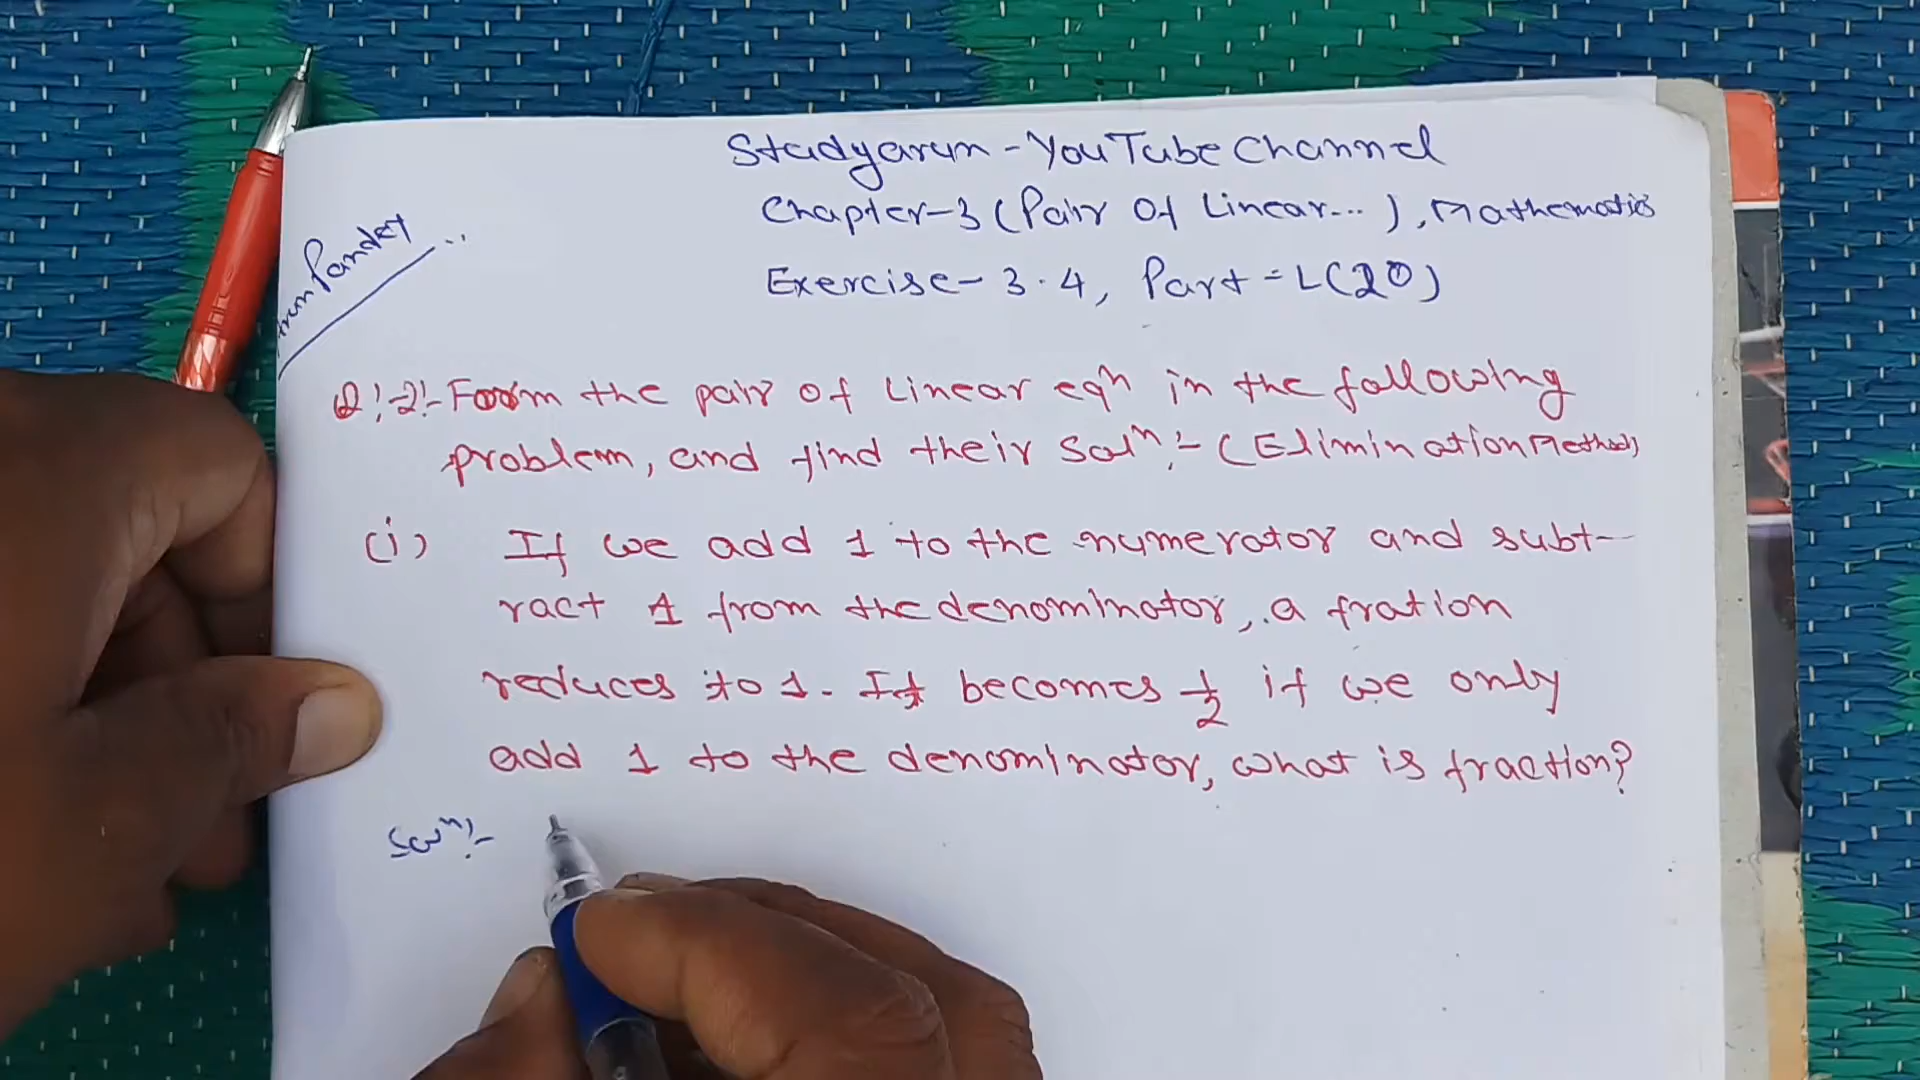 Studyarun - YouTube Channel
Chapter-3 (Pair Of Linear...), Mathematics
Exercise- 3.4, Part = L(20)
Arun Pandey
Q:-2:- Form the pair of Linear eqn in the following
problem, and find their Soln:- (Elimination Method)
(i) If we add 1 to the numerator and subt-
ract 1 from the denominator, a fration
reduces to 1. It becomes 1/2 if we only
add 1 to the denominator, what is fraction?
Soln:-